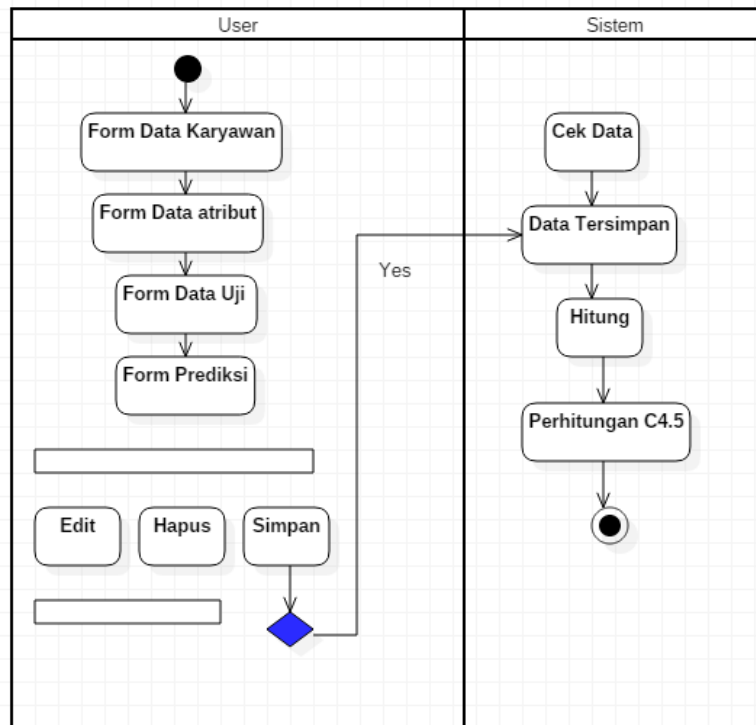 User
Sistem
Form Data Karyawan
Form Data atribut
Form Data Uji
Form Prediksi
Edit
Hapus
Simpan
Yes
Cek Data
Data Tersimpan
Hitung
Perhitungan C4.5